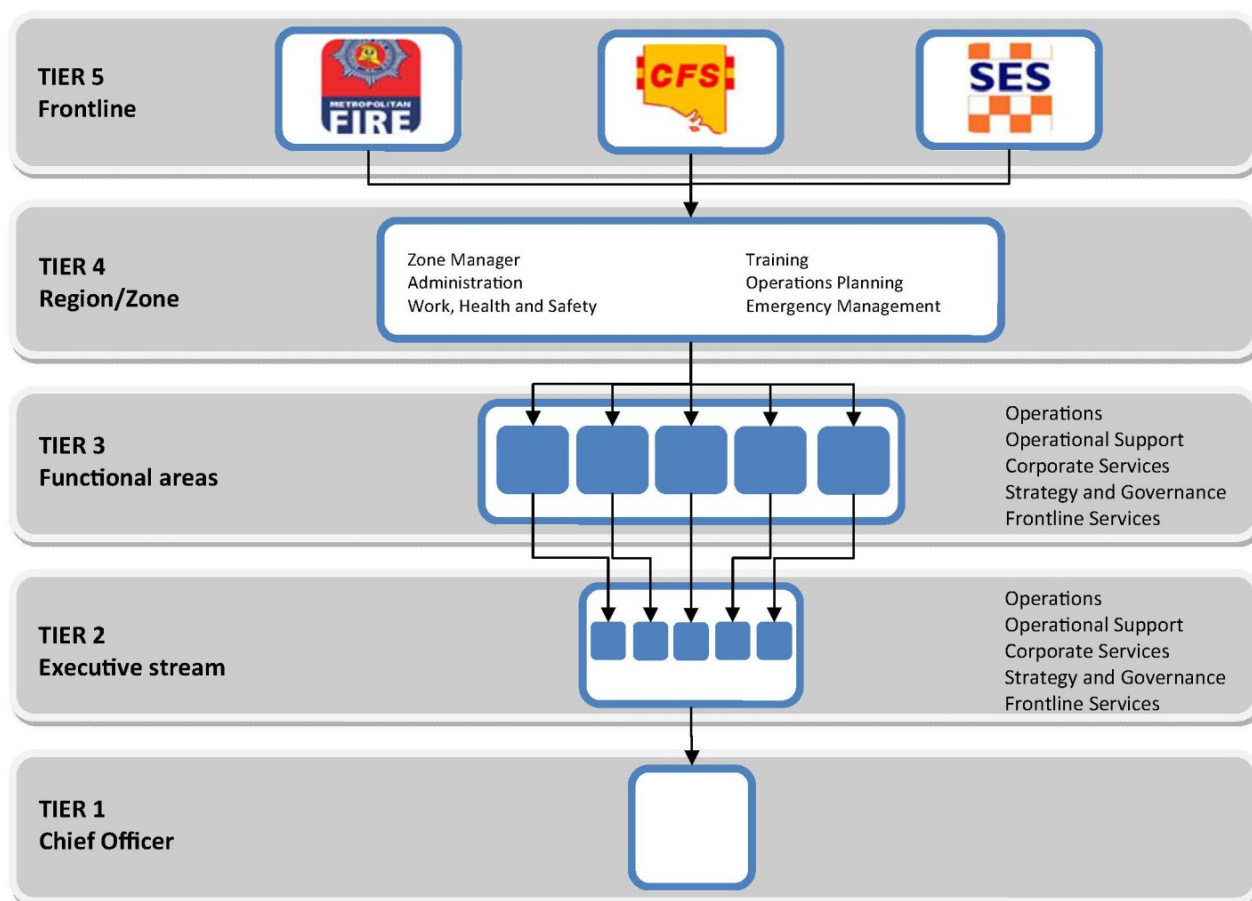 TIER 5
Frontline
METROPOLITAN
FIRE
CFS
SES
TIER 4
Region/Zone
Zone Manager
Administration
Work, Health and Safety
Training
Operations Planning
Emergency Management
TIER 3
Functional areas
Operations
Operational Support
Corporate Services
Strategy and Governance
Frontline Services
TIER 2
Executive stream
Operations
Operational Support
Corporate Services
Strategy and Governance
Frontline Services
TIER 1
Chief Officer